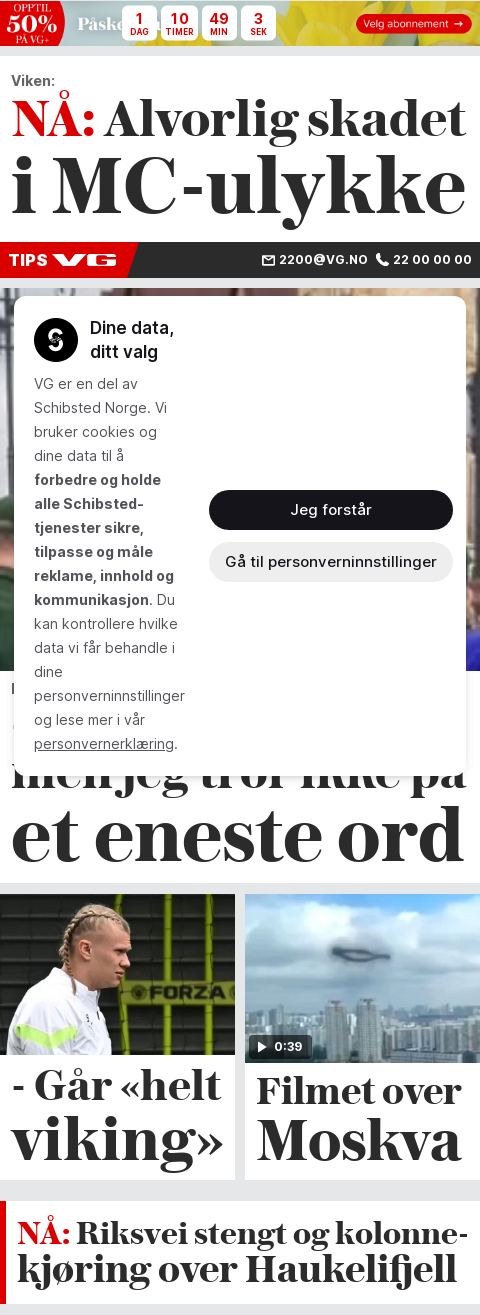 OPPTIL
50%
PÅ VG+
1
DAG
10
TIMER
49
MIN
3
SEK
Velg abonnement →
Viken:
NÅ: Alvorlig skadet
i MC-ulykke
TIPS VG
2200@VG.NO 22 00 00 00
Dine data,
ditt valg
VG er en del av
Schibsted Norge. Vi
bruker cookies og
dine data til å
forbedre og holde
alle Schibsted-
tjenester sikre,
tilpasse og måle
reklame, innhold og
kommunikasjon. Du
kan kontrollere hvilke
data vi får behandle i
dine
personverninnstillinger
og lese mer i vår
personvernerklæring.
Jeg forstår
Gå til personverninnstillinger
men jeg tror ikke på
et eneste ord
FORZA
0:39
- Går «helt
viking»
Filmet over
Moskva
NÅ: Riksvei stengt og kolonne-
kjøring over Haukelifjell